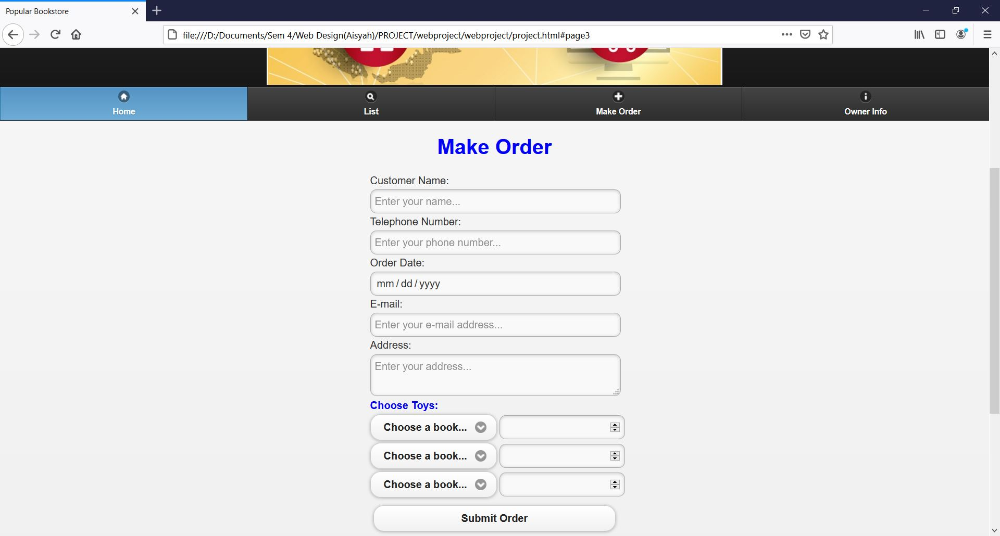 Popular Bookstore
file:///D:/Documents/Sem 4/Web Design(Aisyah)/PROJECT/webproject/webproject/project.html#page3
Home List Make Order Owner Info
Make Order
Customer Name:
Enter your name...
Telephone Number:
Enter your phone number...
Order Date:
mm / dd / yyyy
E-mail:
Enter your e-mail address...
Address:
Enter your address...
Choose Toys:
Choose a book...
Choose a book...
Choose a book...
Submit Order